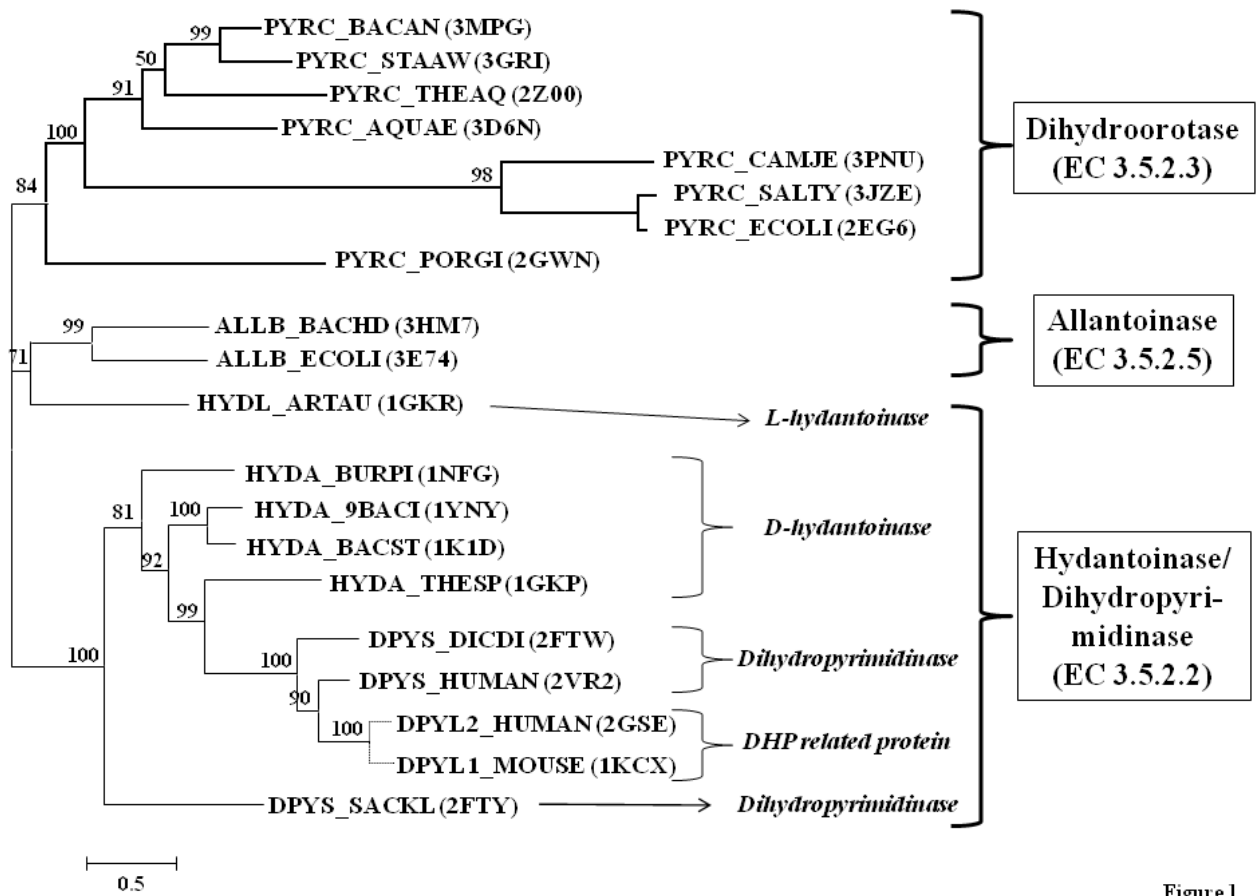 99
PYRC_BACAN (3MPG)
50
PYRC_STAAW (3GRI)
91
PYRC_THEAQ (2Z00)
100
PYRC_AQUAE (3D6N)
98
PYRC_CAMJE (3PNU)
84
PYRC_SALTY (3JZE)
PYRC_ECOLI (2EG6)
PYRC_PORGI (2GWN)
Dihydroorotase
(EC 3.5.2.3)
99
ALLB_BACHD (3HM7)
71
ALLB_ECOLI (3E74)
Allantoinase
(EC 3.5.2.5)
HYDL_ARTAU (1GKR)
L-hydantoinase
HYDA_BURPI (1NFG)
81
100
HYDA_9BACI (1YNY)
92
HYDA_BACST (1K1D)
D-hydantoinase
HYDA_THESP (1GKP)
99
100
DPYS_DICDI (2FTW)
100
DPYS_HUMAN (2VR2)
Dihydropyrimidinase
90
100
DPYL2_HUMAN (2GSE)
DPYL1_MOUSE (1KCX)
DHP related protein
DPYS_SACKL (2FTY)
Dihydropyrimidinase
Hydantoinase/
Dihydropyri-
midinase
(EC 3.5.2.2)
0.5
Figure 1